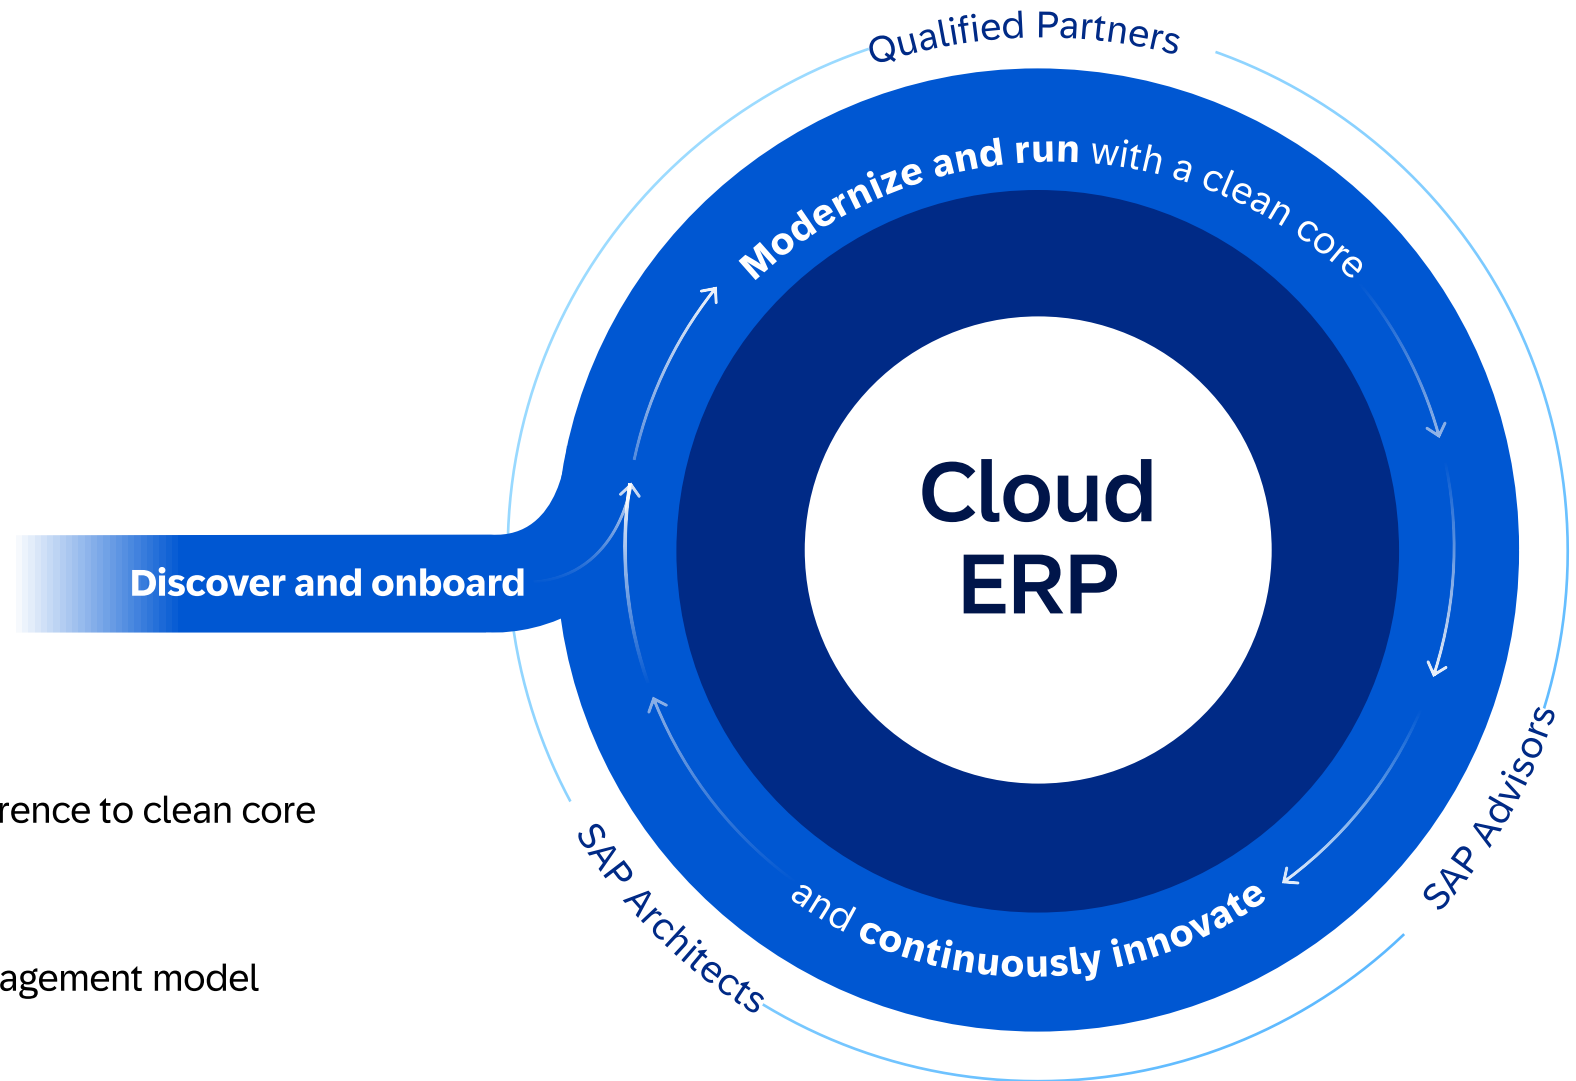 Qualified Partners
Modernize and run with a clean core
Cloud
ERP
Discover and onboard
and continuously innovate
SAP Advisors
SAP Architects
rence to clean core
agement model